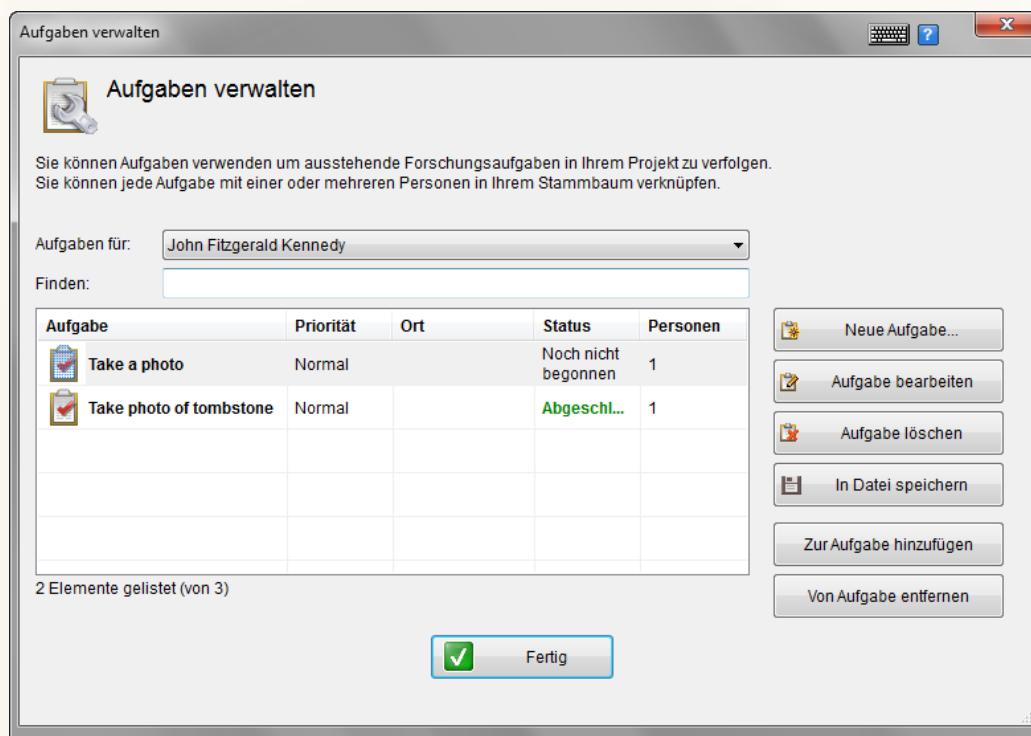 Aufgaben verwalten
?
Aufgaben verwalten
Sie können Aufgaben verwenden um ausstehende Forschungsaufgaben in Ihrem Projekt zu verfolgen.
Sie können jede Aufgabe mit einer oder mehreren Personen in Ihrem Stammbaum verknüpfen.
Aufgaben für: John Fitzgerald Kennedy
Finden:
Aufgabe Priorität Ort Status Personen
Take a photo Normal Noch nicht begonnen 1
Take photo of tombstone Normal Abgeschl... 1
2 Elemente gelistet (von 3)
Neue Aufgabe...
Aufgabe bearbeiten
Aufgabe löschen
In Datei speichern
Zur Aufgabe hinzufügen
Von Aufgabe entfernen
Fertig